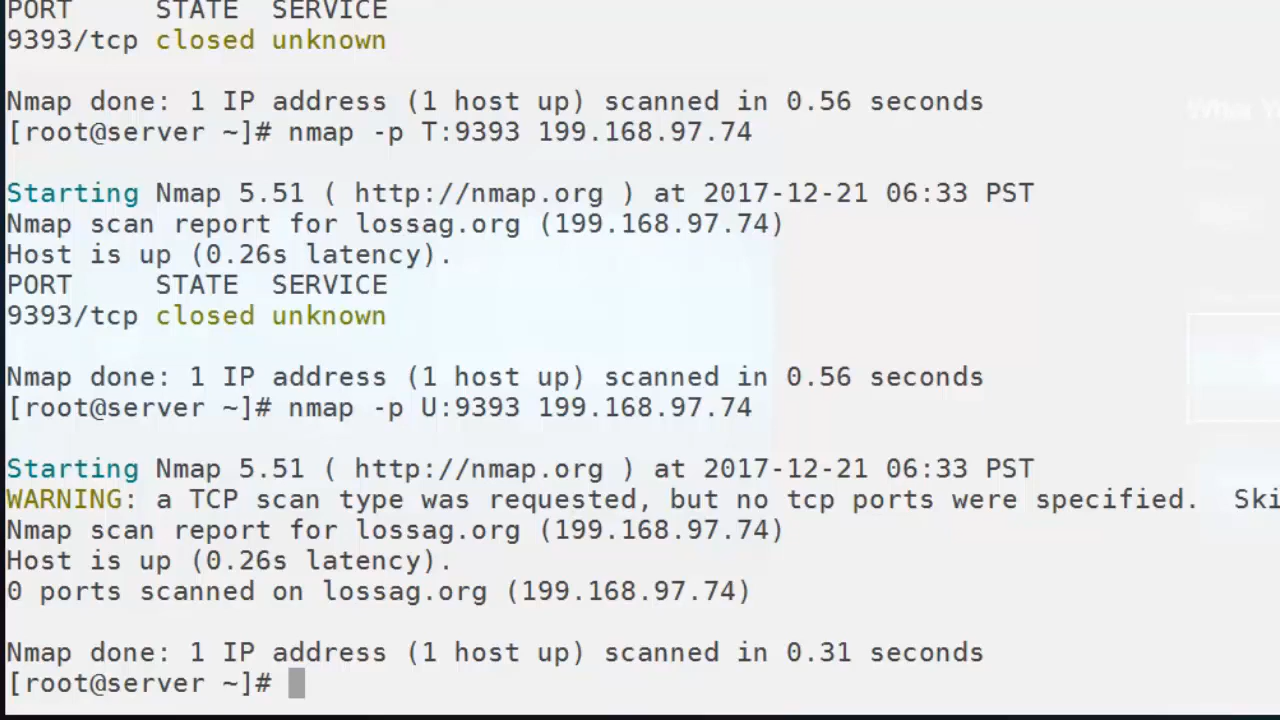 PORT     STATE  SERVICE
9393/tcp closed unknown
Nmap done: 1 IP address (1 host up) scanned in 0.56 seconds
[root@server ~]# nmap -p T:9393 199.168.97.74
Starting Nmap 5.51 ( http://nmap.org ) at 2017-12-21 06:33 PST
Nmap scan report for lossag.org (199.168.97.74)
Host is up (0.26s latency).
PORT     STATE  SERVICE
9393/tcp closed unknown
Nmap done: 1 IP address (1 host up) scanned in 0.56 seconds
[root@server ~]# nmap -p U:9393 199.168.97.74
Starting Nmap 5.51 ( http://nmap.org ) at 2017-12-21 06:33 PST
WARNING: a TCP scan type was requested, but no tcp ports were specified.  Ski
Nmap scan report for lossag.org (199.168.97.74)
Host is up (0.26s latency).
0 ports scanned on lossag.org (199.168.97.74)
Nmap done: 1 IP address (1 host up) scanned in 0.31 seconds
[root@server ~]#